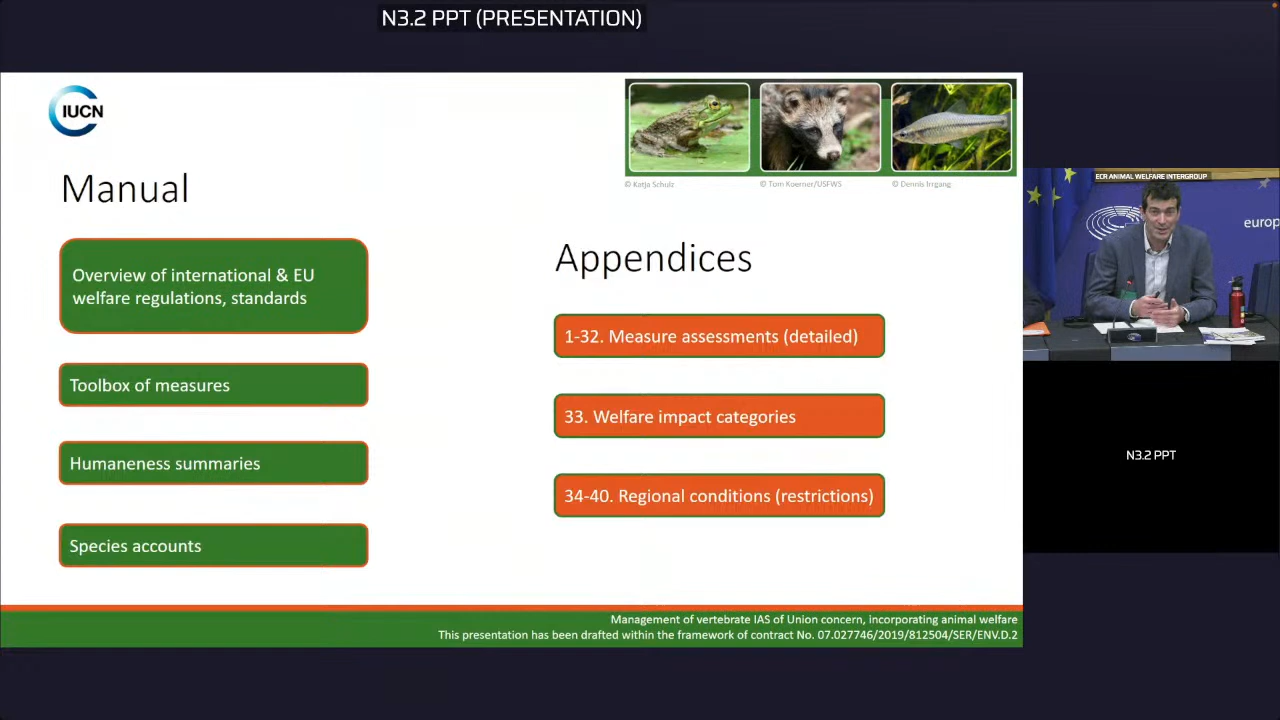 N3.2 PPT (PRESENTATION)
IUCN
© Katja Schulz
© Tom Koerner/USFWS
© Dennis Irrgang
Manual
Overview of international & EU
welfare regulations, standards
Toolbox of measures
Humaneness summaries
Species accounts
Appendices
1-32. Measure assessments (detailed)
33. Welfare impact categories
34-40. Regional conditions (restrictions)
Management of vertebrate IAS of Union concern, incorporating animal welfare
This presentation has been drafted within the framework of contract No. 07.027746/2019/812504/SER/ENV.D.2
ECR ANIMAL WELFARE INTERGROUP
europ
N3.2 PPT